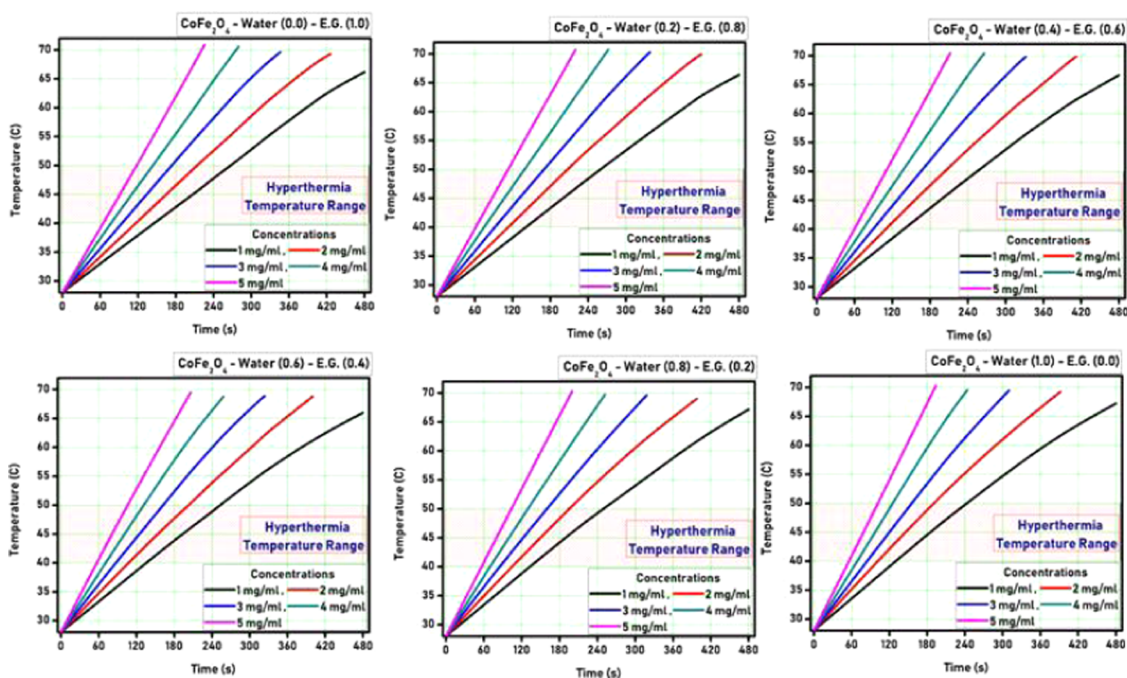 CoFe₂O₄ - Water (0.0) - E.G. (1.0)
70
65
60
55
50
45
40
35
30
0 60 120 180 240 300 360 420 480
Temperature (C)
Time (s)
Hyperthermia
Temperature Range
Concentrations
1 mg/ml, 2 mg/ml
3 mg/ml, 4 mg/ml
5 mg/ml
CoFe₂O₄ - Water (0.2) - E.G. (0.8)
70
65
60
55
50
45
40
35
30
0 60 120 180 240 300 360 420 480
Temperature (C)
Time (s)
Hyperthermia
Temperature Range
Concentrations
1 mg/ml, 2 mg/ml
3 mg/ml, 4 mg/ml
5 mg/ml
CoFe₂O₄ - Water (0.4) - E.G. (0.6)
70
65
60
55
50
45
40
35
30
0 60 120 180 240 300 360 420 480
Temperature (C)
Time (s)
Hyperthermia
Temperature Range
Concentrations
1 mg/ml, 2 mg/ml
3 mg/ml, 4 mg/ml
5 mg/ml
CoFe₂O₄ - Water (0.6) - E.G. (0.4)
70
65
60
55
50
45
40
35
30
0 60 120 180 240 300 360 420 480
Temperature (C)
Time (s)
Hyperthermia
Temperature Range
Concentrations
1 mg/ml, 2 mg/ml
3 mg/ml, 4 mg/ml
5 mg/ml
CoFe₂O₄ - Water (0.8) - E.G. (0.2)
70
65
60
55
50
45
40
35
30
0 60 120 180 240 300 360 420 480
Temperature (C)
Time (s)
Hyperthermia
Temperature Range
Concentrations
1 mg/ml, 2 mg/ml
3 mg/ml, 4 mg/ml
5 mg/ml
CoFe₂O₄ - Water (1.0) - E.G. (0.0)
70
65
60
55
50
45
40
35
30
0 60 120 180 240 300 360 420 480
Temperature (C)
Time (s)
Hyperthermia
Temperature Range
Concentrations
1 mg/ml, 2 mg/ml
3 mg/ml, 4 mg/ml
5 mg/ml